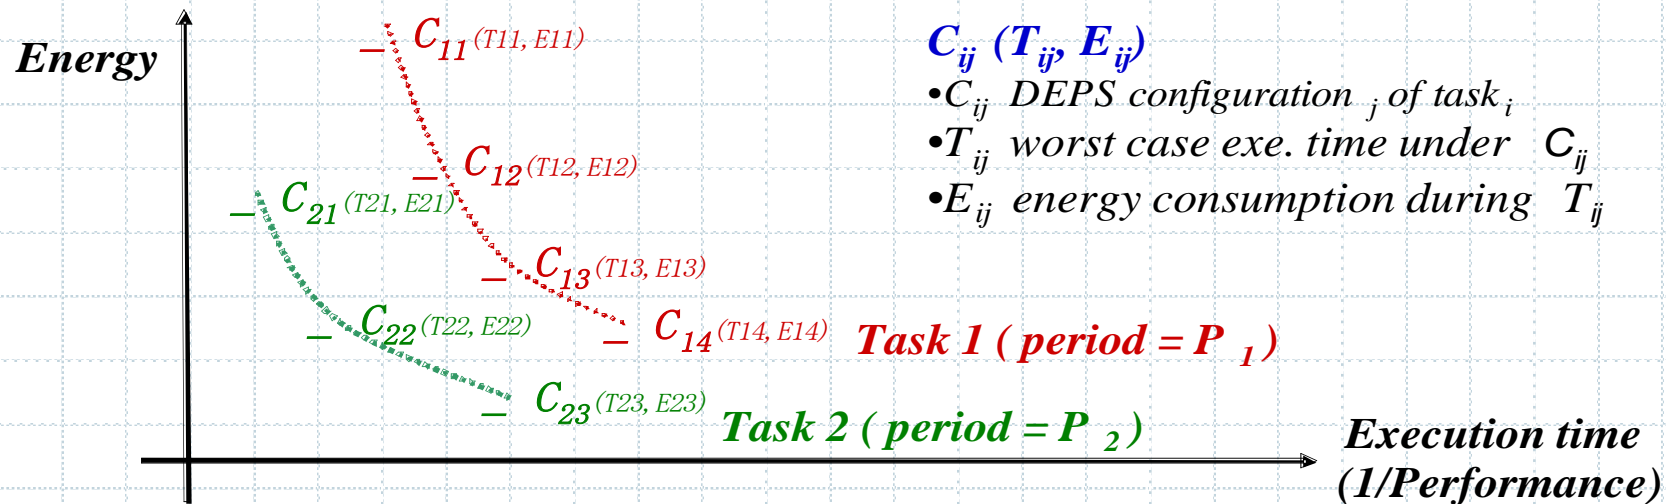 Energy
C11 (T11, E11)
C12 (T12, E12)
C21 (T21, E21)
C13 (T13, E13)
C22 (T22, E22)
C14 (T14, E14)
Task 1 ( period = P 1 )
C23 (T23, E23)
Task 2 ( period = P 2 )
Cij (Tij, Eij)
•Cij DEPS configuration j of task i
•Tij worst case exe. time under Cij
•Eij energy consumption during Tij
Execution time
(1/Performance)